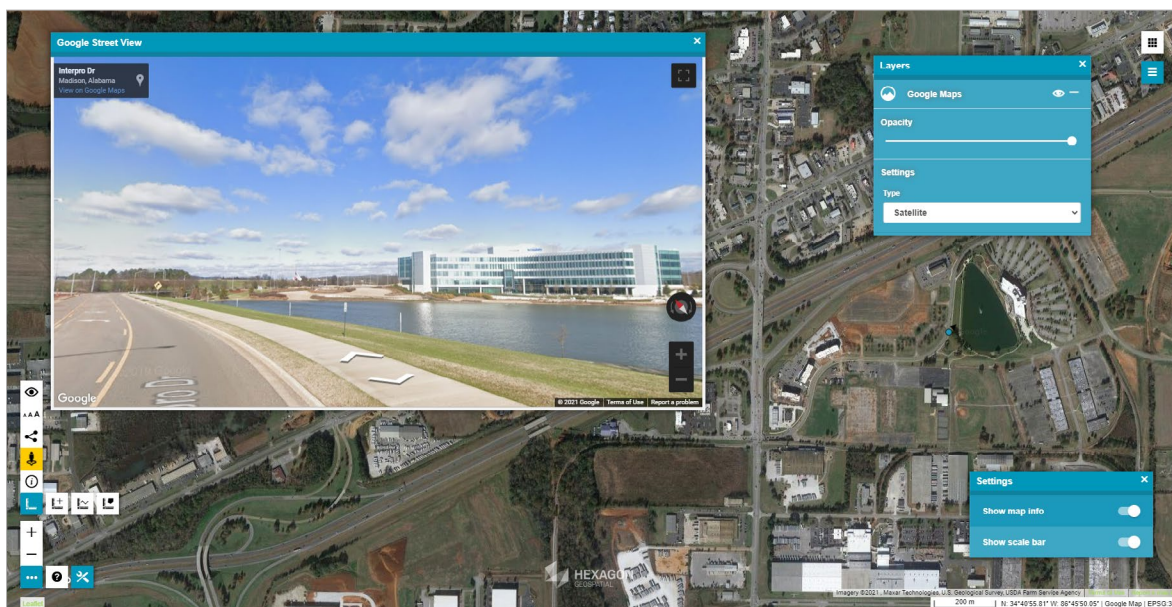 Google Street View
Interpro Dr
Madison, Alabama
View on Google Maps
Google
© 2021 Google
Terms of Use
Report a problem
Layers
Google Maps
Opacity
Settings
Type
Satellite
A A A
Settings
Show map info
Show scale bar
HEXAGON
GEOSPATIAL
Imagery ©2021 , Maxar Technologies, U.S. Geological Survey, USDA Farm Service Agency
Leaflet
200 m
N: 34°40'55.81" W: 86°45'50.05" | Google Map | EPSG:3